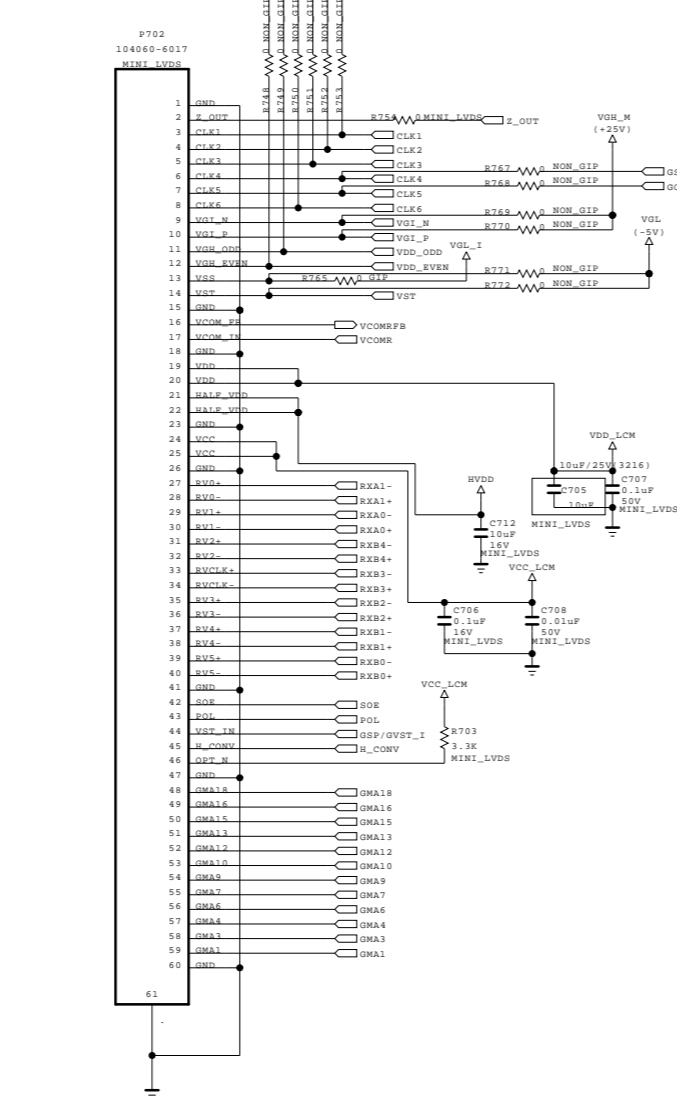 P702
104060-6017
MINI_LVDS
0 NON_GIP
0 NON_GIP
0 NON_GIP
0 NON_GIP
0 NON_GIP
0 NON_GIP
R748
R749
R750
R751
R752
R753
1 GND
2 Z_OUT R754 0 MINI_LVDS Z_OUT
3 CLK1 CLK1
4 CLK2 CLK2
5 CLK3 CLK3
6 CLK4 CLK4
7 CLK5 CLK5
8 CLK6 CLK6
9 VGI_N VGI_N
10 VGI_P VGI_P
11 VGH_ODD VDD_ODD
12 VGH_EVEN VDD_EVEN
13 VSS R765 0 GIP
14 VST VST
15 GND
16 VCOM_FB VCOMRFB
17 VCOM_IN VCOMR
18 GND
19 VDD
20 VDD
21 HALF_VDD
22 HALF_VDD
23 GND
24 VCC
25 VCC
26 GND
27 RV0+ RXA1-
28 RV0- RXA1+
29 RV1+ RXA0-
30 RV1- RXA0+
31 RV2+ RXB4-
32 RV2- RXB4+
33 RVCLK+ RXB3-
34 RVCLK- RXB3+
35 RV3+ RXB2-
36 RV3- RXB2+
37 RV4+ RXB1-
38 RV4- RXB1+
39 RV5+ RXB0-
40 RV5- RXB0+
41 GND
42 SOE SOE
43 POL POL
44 VST_IN GSP/GVST_I
45 H_CONV H_CONV
46 OPT_N
47 GND
48 GMA18 GMA18
49 GMA16 GMA16
50 GMA15 GMA15
51 GMA13 GMA13
52 GMA12 GMA12
53 GMA10 GMA10
54 GMA9 GMA9
55 GMA7 GMA7
56 GMA6 GMA6
57 GMA4 GMA4
58 GMA3 GMA3
59 GMA1 GMA1
60 GND
61
VGH_M
(+25V)
R767 0 NON_GIP
R768 0 NON_GIP
R769 0 NON_GIP
R770 0 NON_GIP
VGL
(-5V)
VGL_I
R771 0 NON_GIP
R772 0 NON_GIP
VDD_LCM
10uF/25V(3216)
C705
10uF
MINI_LVDS
C707
0.1uF
50V
MINI_LVDS
HVDD
C712
10uF
16V
MINI_LVDS
VCC_LCM
C706
0.1uF
16V
MINI_LVDS
C708
0.01uF
50V
MINI_LVDS
VCC_LCM
R703
3.3K
MINI_LVDS